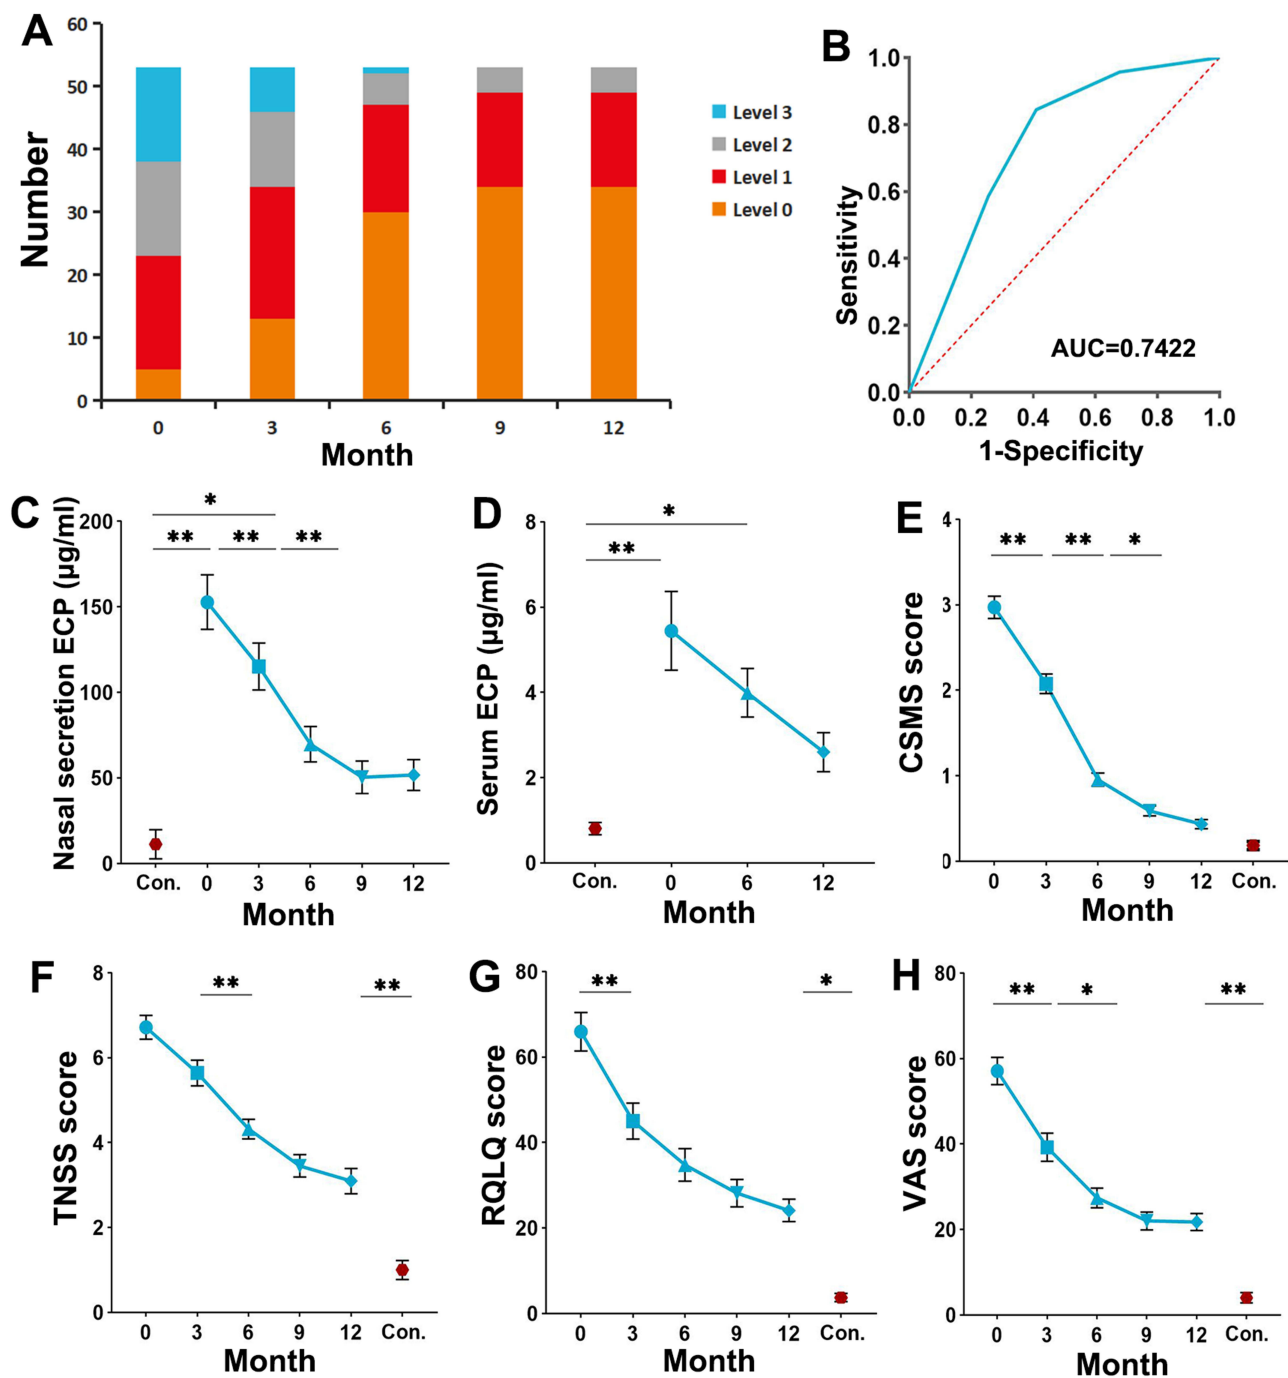 A
60
50
40
30
20
10
0
Number
0 3 6 9 12
Month
Level 3
Level 2
Level 1
Level 0
B
1.0
0.8
0.6
0.4
0.2
0.0
Sensitivity
AUC=0.7422
0.0 0.2 0.4 0.6 0.8 1.0
1-Specificity
C
Nasal secretion ECP (μg/ml)
200
150
100
50
0
*
** ** **
Con. 0 3 6 9 12
Month
D
Serum ECP (μg/ml)
8
6
4
2
0
*
**
Con. 0 6 12
Month
E
CSMS score
4
3
2
1
0
** ** *
0 3 6 9 12 Con.
Month
F
TNSS score
8
6
4
2
0
** **
0 3 6 9 12 Con.
Month
G
RQLQ score
80
60
40
20
0
** *
0 3 6 9 12 Con.
Month
H
VAS score
80
60
40
20
0
** * **
0 3 6 9 12 Con.
Month